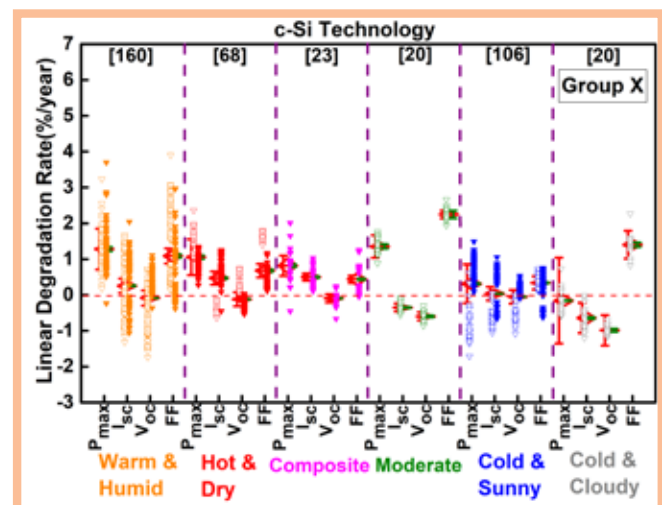 c-Si Technology
7
6
5
4
3
2
1
0
-1
-2
-3
Linear Degradation Rate(%/year)
[160] [68] [23] [20] [106] [20]
Group X
Pmax Isc Voc FF Pmax Isc Voc FF Pmax Isc Voc FF Pmax Isc Voc FF Pmax Isc Voc FF Pmax Isc Voc FF
Warm & Humid
Hot & Dry
Composite
Moderate
Cold & Sunny
Cold & Cloudy